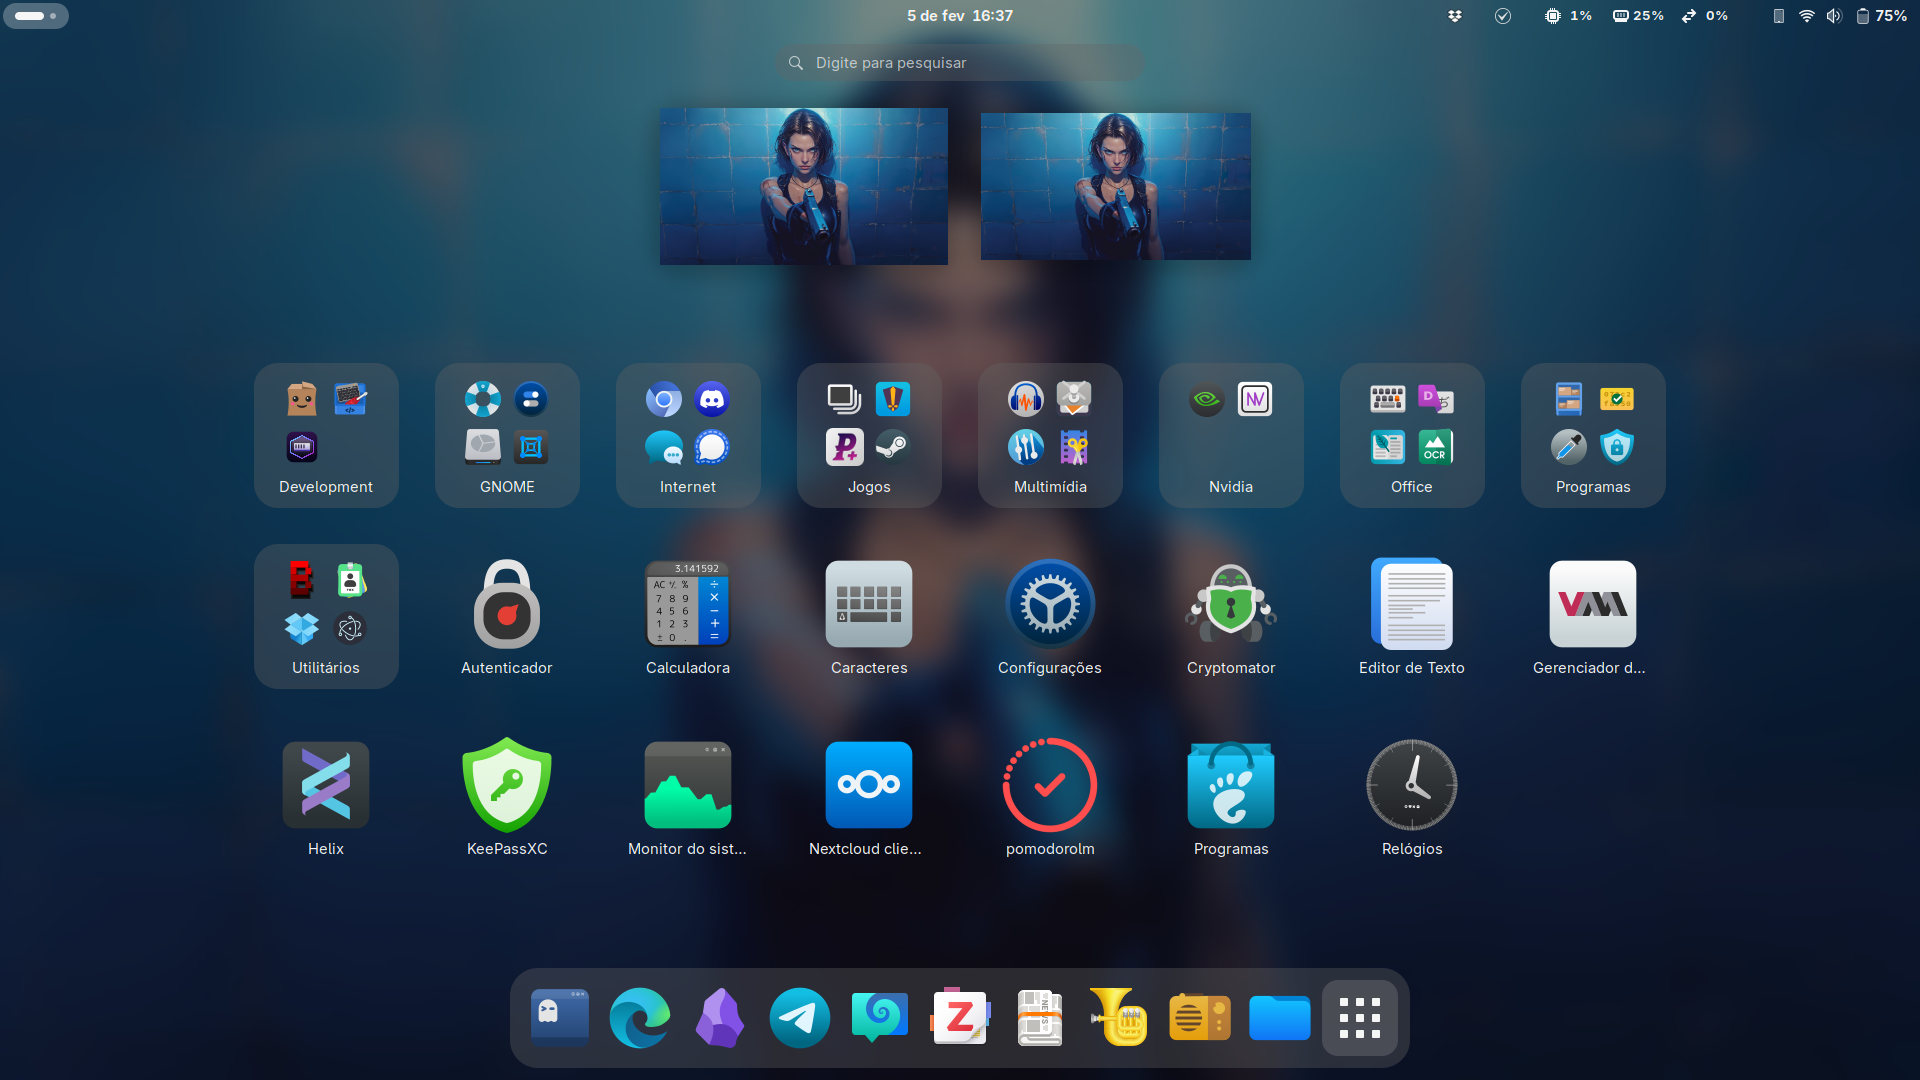 5 de fev 16:37
1%
25%
0%
75%
Digite para pesquisar
OCR
Development
GNOME
Internet
Jogos
Multimídia
Nvidia
Office
Programas
3.141592
AC % %
7 8 9 ×
4 5 6 −
1 2 3 +
± 0 . =
Utilitários
Autenticador
Calculadora
Caracteres
Configurações
Cryptomator
Editor de Texto
Gerenciador d...
Helix
KeePassXC
Monitor do sist...
Nextcloud clie...
pomodorolm
Programas
Relógios
Z
NEWS